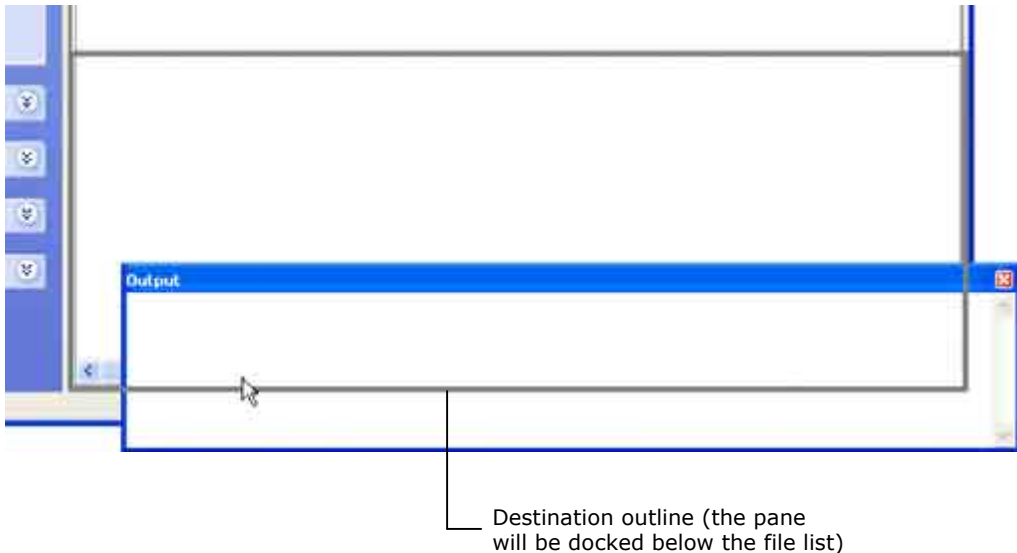 Output
Destination outline (the pane
will be docked below the file list)